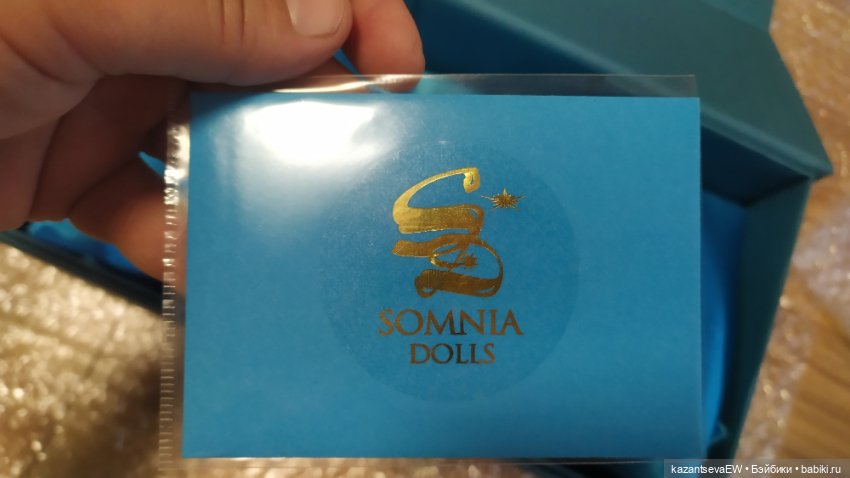 SOMNIA
DOLLS
kazantsevaEW • Бэйбики • babiki.ru